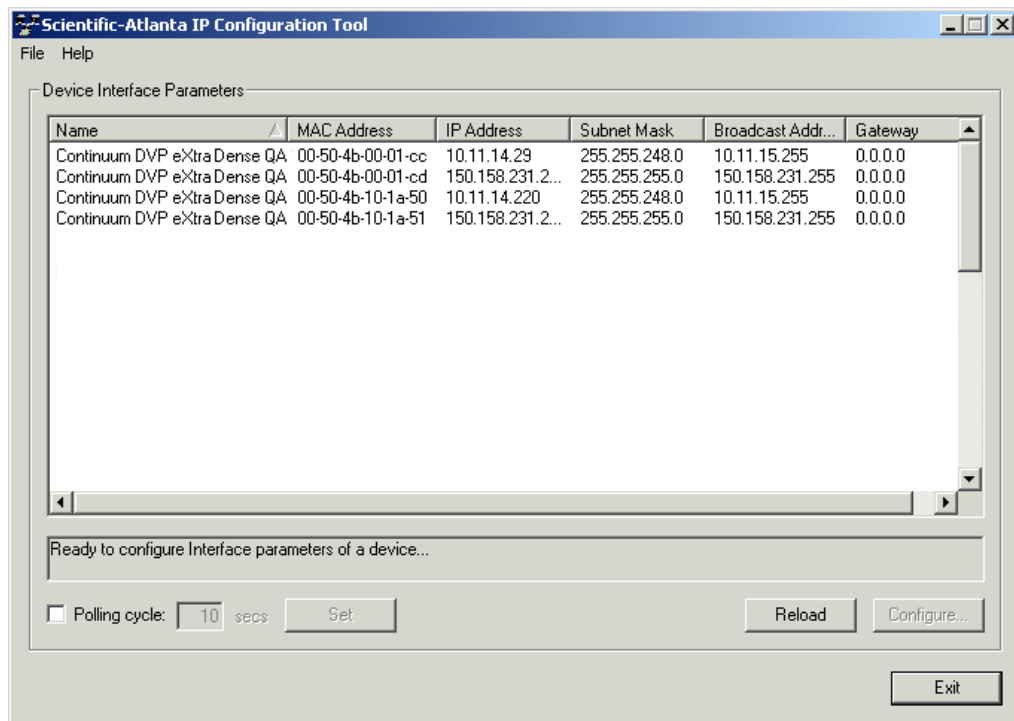 Scientific-Atlanta IP Configuration Tool
File Help
Device Interface Parameters
Name MAC Address IP Address Subnet Mask Broadcast Addr... Gateway
Continuum DVP eXtra Dense QA 00-50-4b-00-01-cc 10.11.14.29 255.255.248.0 10.11.15.255 0.0.0.0
Continuum DVP eXtra Dense QA 00-50-4b-00-01-cd 150.158.231.2... 255.255.255.0 150.158.231.255 0.0.0.0
Continuum DVP eXtra Dense QA 00-50-4b-10-1a-50 10.11.14.220 255.255.248.0 10.11.15.255 0.0.0.0
Continuum DVP eXtra Dense QA 00-50-4b-10-1a-51 150.158.231.2... 255.255.255.0 150.158.231.255 0.0.0.0
Ready to configure Interface parameters of a device...
Polling cycle: 10 secs Set Reload Configure...
Exit